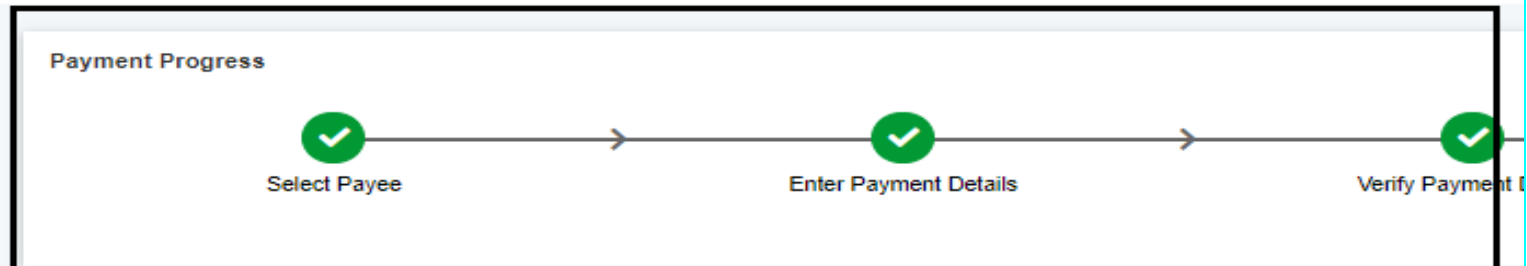 Payment Progress
Select Payee
Enter Payment Details
Verify Payment